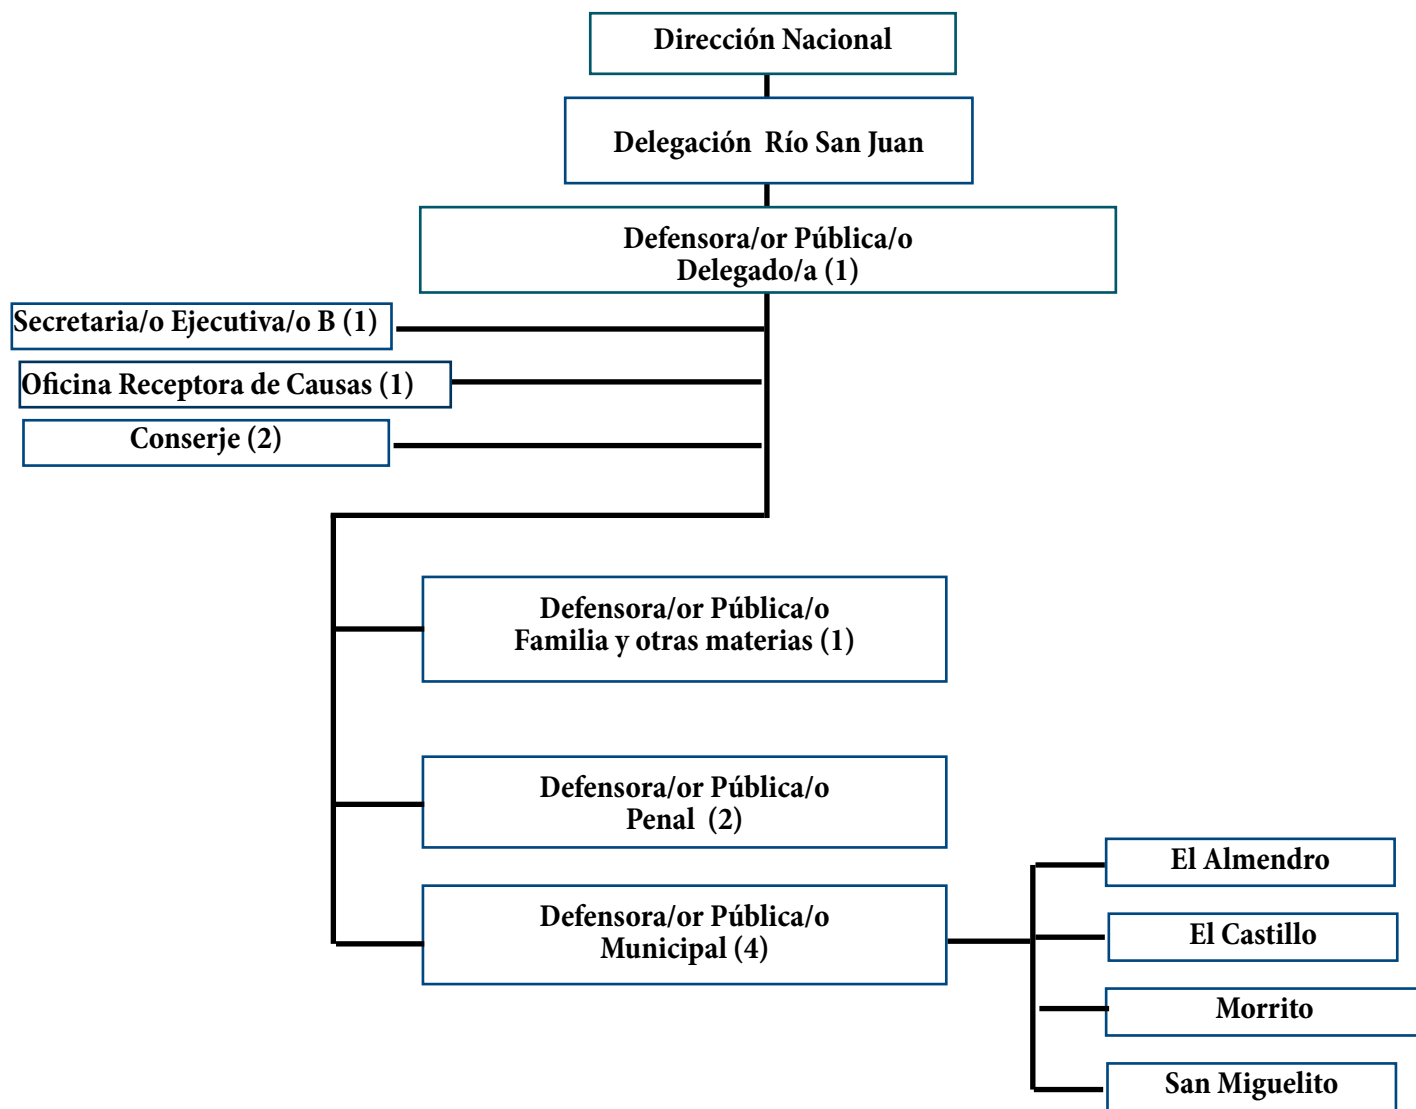 Dirección Nacional
Delegación Río San Juan
Defensora/or Pública/o
Delegado/a (1)
Secretaria/o Ejecutiva/o B (1)
Oficina Receptora de Causas (1)
Conserje (2)
Defensora/or Pública/o
Familia y otras materias (1)
Defensora/or Pública/o
Penal (2)
Defensora/or Pública/o
Municipal (4)
El Almendro
El Castillo
Morrito
San Miguelito